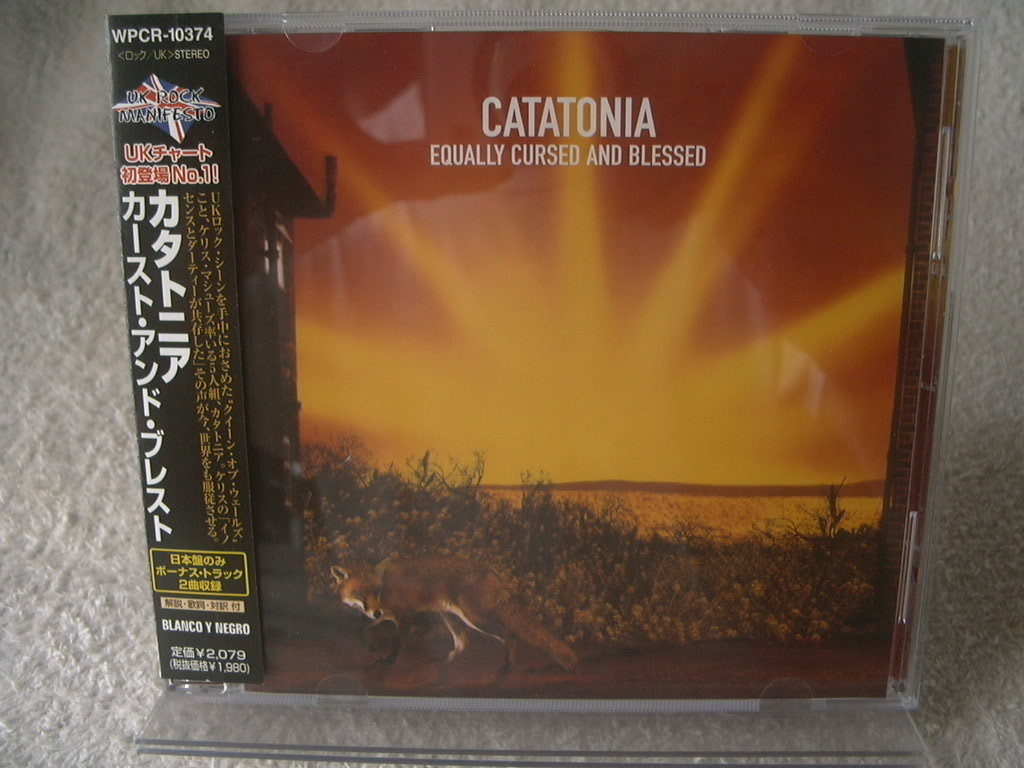 WPCR-10374
<ロック/UK>STEREO
UK ROCK
MANIFESTO
UKチャート
初登場No.1!
カタトニア
カースト・アンド・ブレスト
UKロック・シーンを手中におさめた“クイーン・オブ・ウェールズ”
こと、ケリス・マシューズ率いる5人組、カタトニア。ケリスの「イノ
センスとダーティーが共存した」その声が今、世界をも服従させる。
日本盤のみ
ボーナス・トラック
2曲収録
解説・歌詞・対訳 付
BLANCO Y NEGRO
定価¥2,079
(税抜価格¥1,980)
CATATONIA
EQUALLY CURSED AND BLESSED